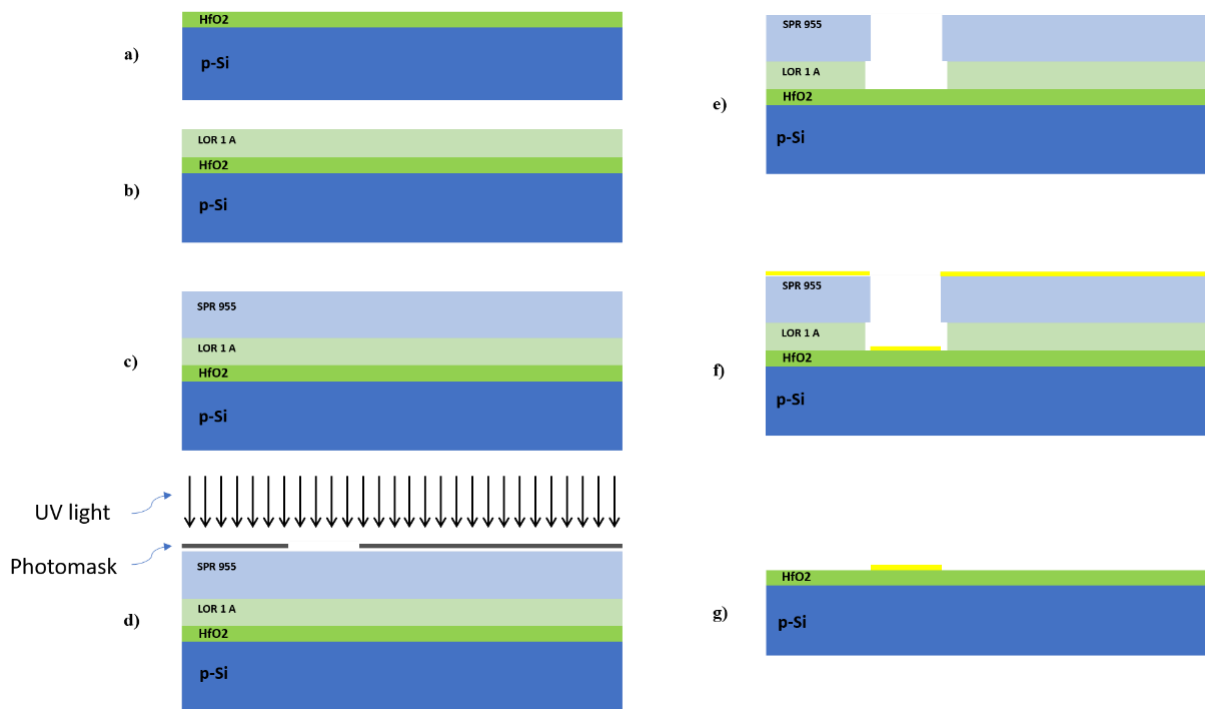 a)
HfO2
p-Si
b)
LOR 1 A
HfO2
p-Si
c)
SPR 955
LOR 1 A
HfO2
p-Si
UV light
Photomask
d)
SPR 955
LOR 1 A
HfO2
p-Si
e)
SPR 955
LOR 1 A
HfO2
p-Si
f)
SPR 955
LOR 1 A
HfO2
p-Si
g)
HfO2
p-Si